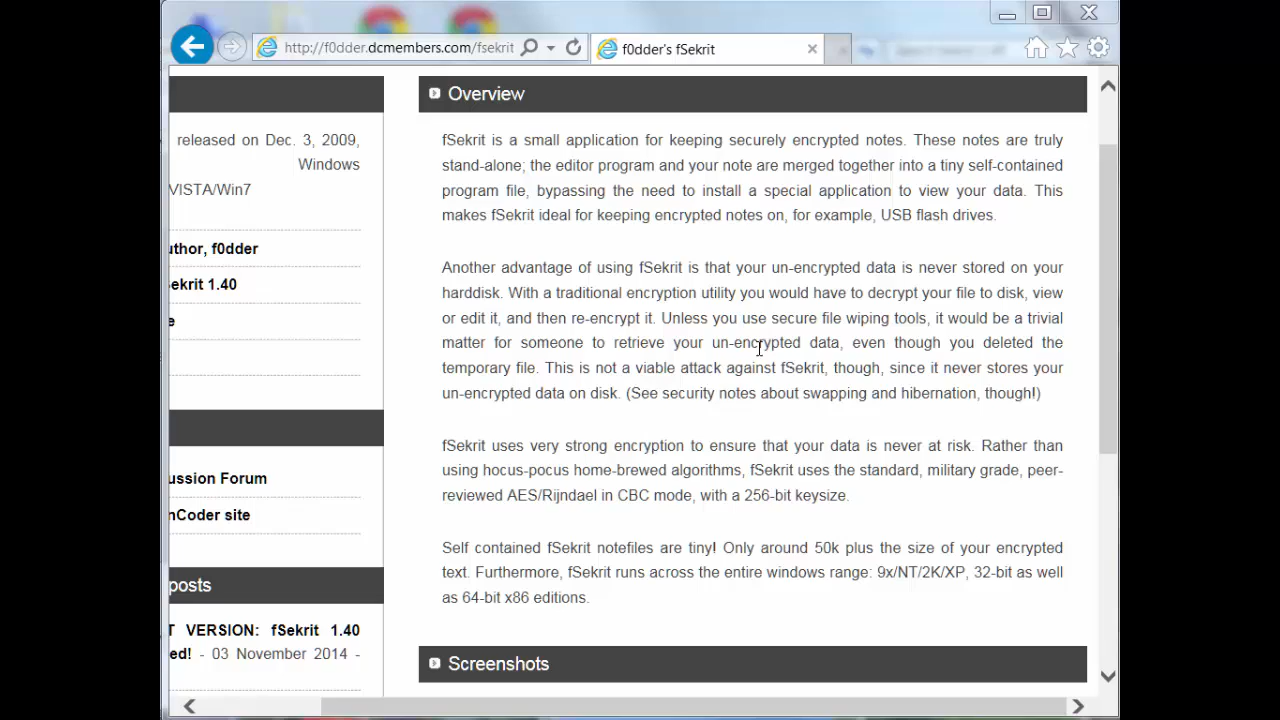 http://f0dder.dcmembers.com/fsekrit
f0dder's fSekrit
released on Dec. 3, 2009,
Windows
VISTA/Win7
uthor, f0dder
ekrit 1.40
e
ussion Forum
nCoder site
posts
T VERSION: fSekrit 1.40
ed! - 03 November 2014 -
Overview
fSekrit is a small application for keeping securely encrypted notes. These notes are truly
stand-alone; the editor program and your note are merged together into a tiny self-contained
program file, bypassing the need to install a special application to view your data. This
makes fSekrit ideal for keeping encrypted notes on, for example, USB flash drives.
Another advantage of using fSekrit is that your un-encrypted data is never stored on your
harddisk. With a traditional encryption utility you would have to decrypt your file to disk, view
or edit it, and then re-encrypt it. Unless you use secure file wiping tools, it would be a trivial
matter for someone to retrieve your un-encrypted data, even though you deleted the
temporary file. This is not a viable attack against fSekrit, though, since it never stores your
un-encrypted data on disk. (See security notes about swapping and hibernation, though!)
fSekrit uses very strong encryption to ensure that your data is never at risk. Rather than
using hocus-pocus home-brewed algorithms, fSekrit uses the standard, military grade, peer-
reviewed AES/Rijndael in CBC mode, with a 256-bit keysize.
Self contained fSekrit notefiles are tiny! Only around 50k plus the size of your encrypted
text. Furthermore, fSekrit runs across the entire windows range: 9x/NT/2K/XP, 32-bit as well
as 64-bit x86 editions.
Screenshots